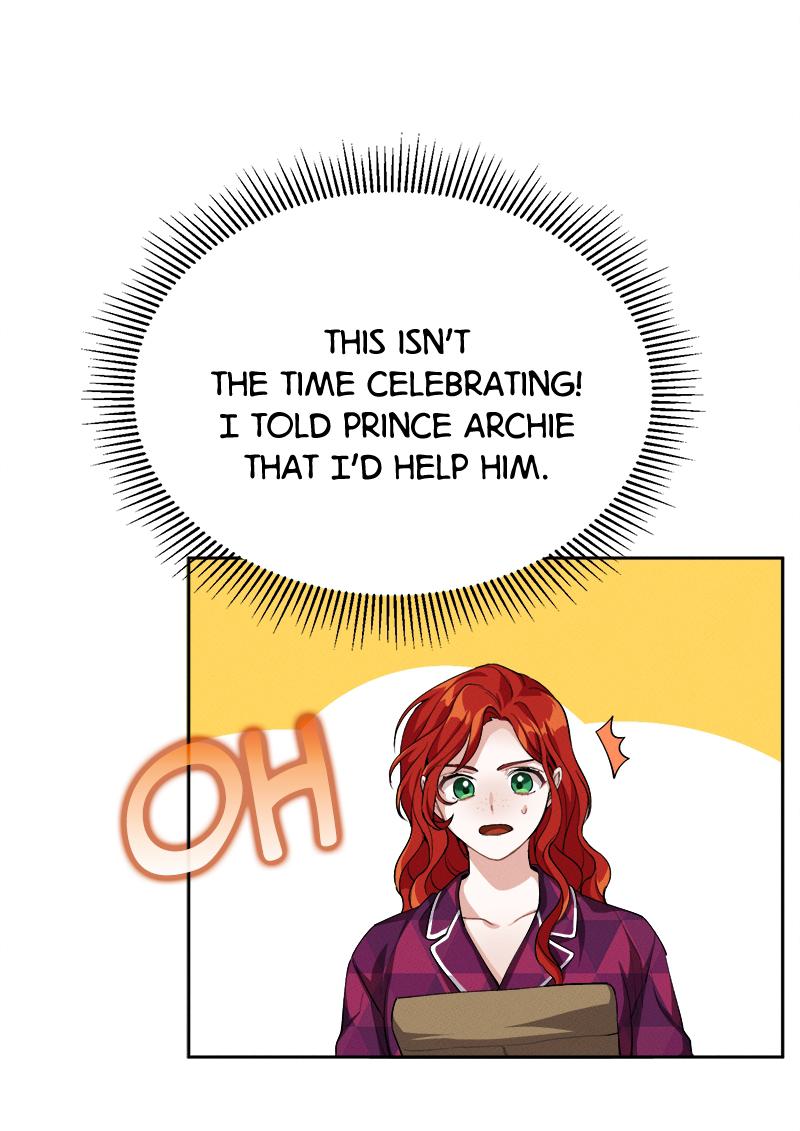 THIS ISN'T
THE TIME CELEBRATING!
I TOLD PRINCE ARCHIE
THAT I'D HELP HIM.
OH